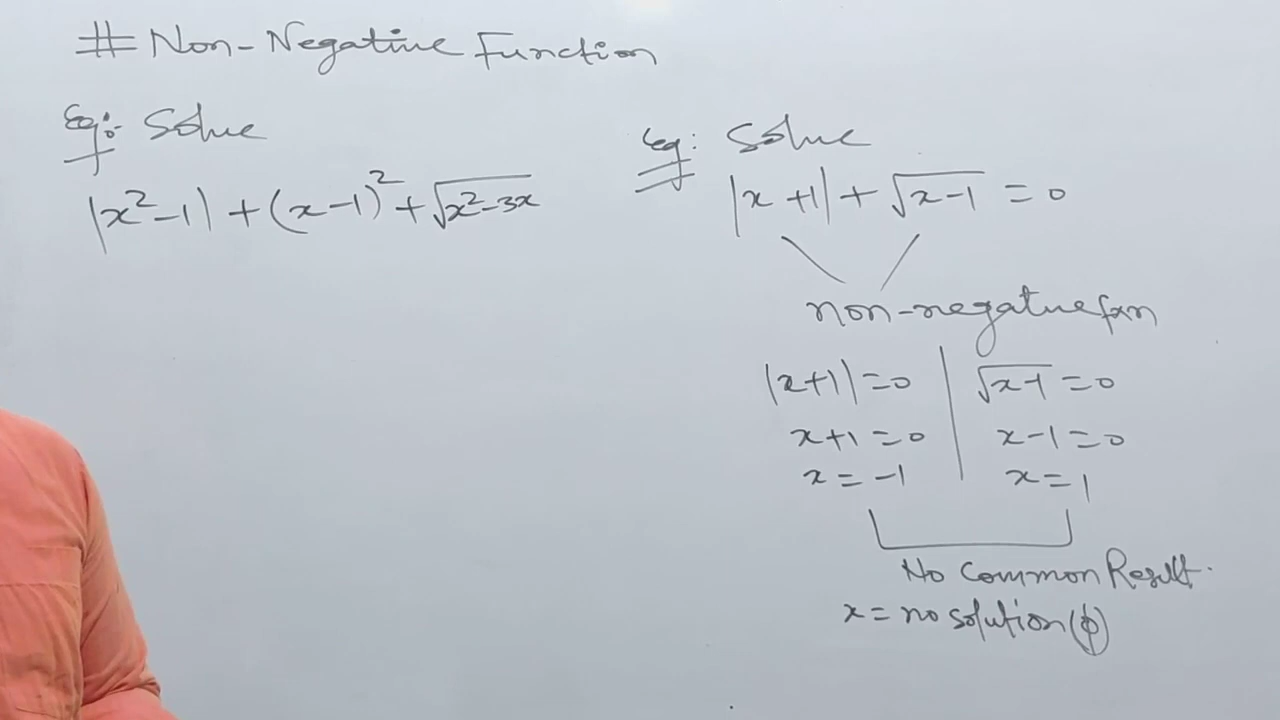 # Non-Negative Function
Eg:- Solve
|x²-1| + (x-1)² + √x²-3x
Eg: Solve
|x+1| + √x-1 = 0
non-negative fxn
|x+1| = 0
x+1 = 0
x = -1
√x-1 = 0
x-1 = 0
x = 1
No Common Result.
x = no solution (ϕ)